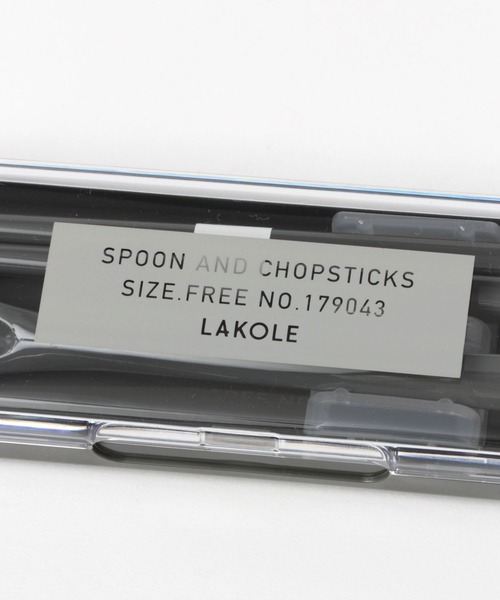 SPOON AND CHOPSTICKS
SIZE.FREE NO.179043
LAKOLE